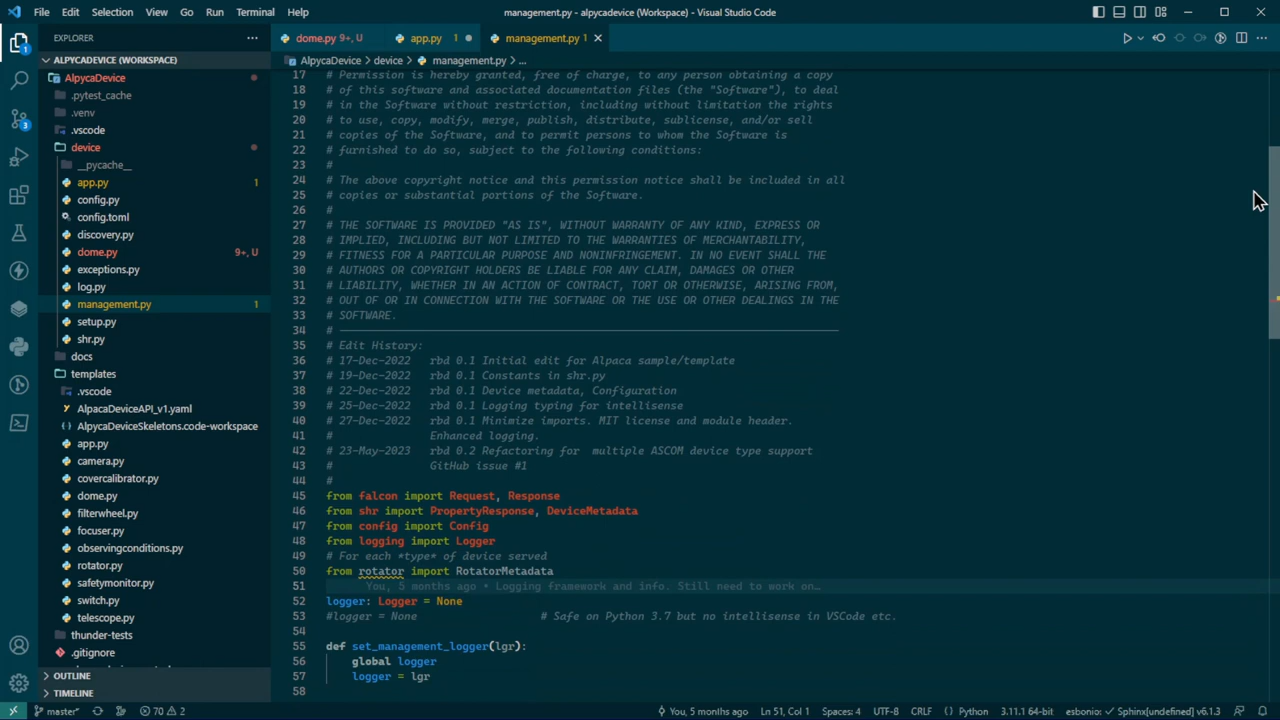 File Edit Selection View Go Run Terminal Help
management.py - alpycadevice (Workspace) - Visual Studio Code
EXPLORER
ALPYCADEVICE (WORKSPACE)
AlpycaDevice
.pytest_cache
.venv
.vscode
device
__pycache__
app.py 1
config.py
config.toml
discovery.py
dome.py 9+, U
exceptions.py
log.py
management.py 1
setup.py
shr.py
docs
templates
.vscode
AlpacaDeviceAPI_v1.yaml
AlpycaDeviceSkeletons.code-workspace
app.py
camera.py
covercalibrator.py
dome.py
filterwheel.py
focuser.py
observingconditions.py
rotator.py
safetymonitor.py
switch.py
telescope.py
thunder-tests
.gitignore
OUTLINE
TIMELINE
1
3
dome.py 9+, U app.py 1 management.py 1
AlpycaDevice > device > management.py > ...
17 # Permission is hereby granted, free of charge, to any person obtaining a copy
18 # of this software and associated documentation files (the "Software"), to deal
19 # in the Software without restriction, including without limitation the rights
20 # to use, copy, modify, merge, publish, distribute, sublicense, and/or sell
21 # copies of the Software, and to permit persons to whom the Software is
22 # furnished to do so, subject to the following conditions:
23 #
24 # The above copyright notice and this permission notice shall be included in all
25 # copies or substantial portions of the Software.
26 #
27 # THE SOFTWARE IS PROVIDED "AS IS", WITHOUT WARRANTY OF ANY KIND, EXPRESS OR
28 # IMPLIED, INCLUDING BUT NOT LIMITED TO THE WARRANTIES OF MERCHANTABILITY,
29 # FITNESS FOR A PARTICULAR PURPOSE AND NONINFRINGEMENT. IN NO EVENT SHALL THE
30 # AUTHORS OR COPYRIGHT HOLDERS BE LIABLE FOR ANY CLAIM, DAMAGES OR OTHER
31 # LIABILITY, WHETHER IN AN ACTION OF CONTRACT, TORT OR OTHERWISE, ARISING FROM,
32 # OUT OF OR IN CONNECTION WITH THE SOFTWARE OR THE USE OR OTHER DEALINGS IN THE
33 # SOFTWARE.
34 # -----------------------------------------------------------------------------
35 # Edit History:
36 # 17-Dec-2022 rbd 0.1 Initial edit for Alpaca sample/template
37 # 19-Dec-2022 rbd 0.1 Constants in shr.py
38 # 22-Dec-2022 rbd 0.1 Device metadata, Configuration
39 # 25-Dec-2022 rbd 0.1 Logging typing for intellisense
40 # 27-Dec-2022 rbd 0.1 Minimize imports. MIT license and module header.
41 # Enhanced logging.
42 # 23-May-2023 rbd 0.2 Refactoring for multiple ASCOM device type support
43 # GitHub issue #1
44 #
45 from falcon import Request, Response
46 from shr import PropertyResponse, DeviceMetadata
47 from config import Config
48 from logging import Logger
49 # For each *type* of device served
50 from rotator import RotatorMetadata
51 You, 5 months ago • Logging framework and info. Still need to work on…
52 logger: Logger = None
53 #logger = None # Safe on Python 3.7 but no intellisense in VSCode etc.
54
55 def set_management_logger(lgr):
56 global logger
57 logger = lgr
58
master* 70 2
You, 5 months ago Ln 51, Col 1 Spaces: 4 UTF-8 CRLF Python 3.11.1 64-bit esbonio: Sphinx[undefined] v6.1.3